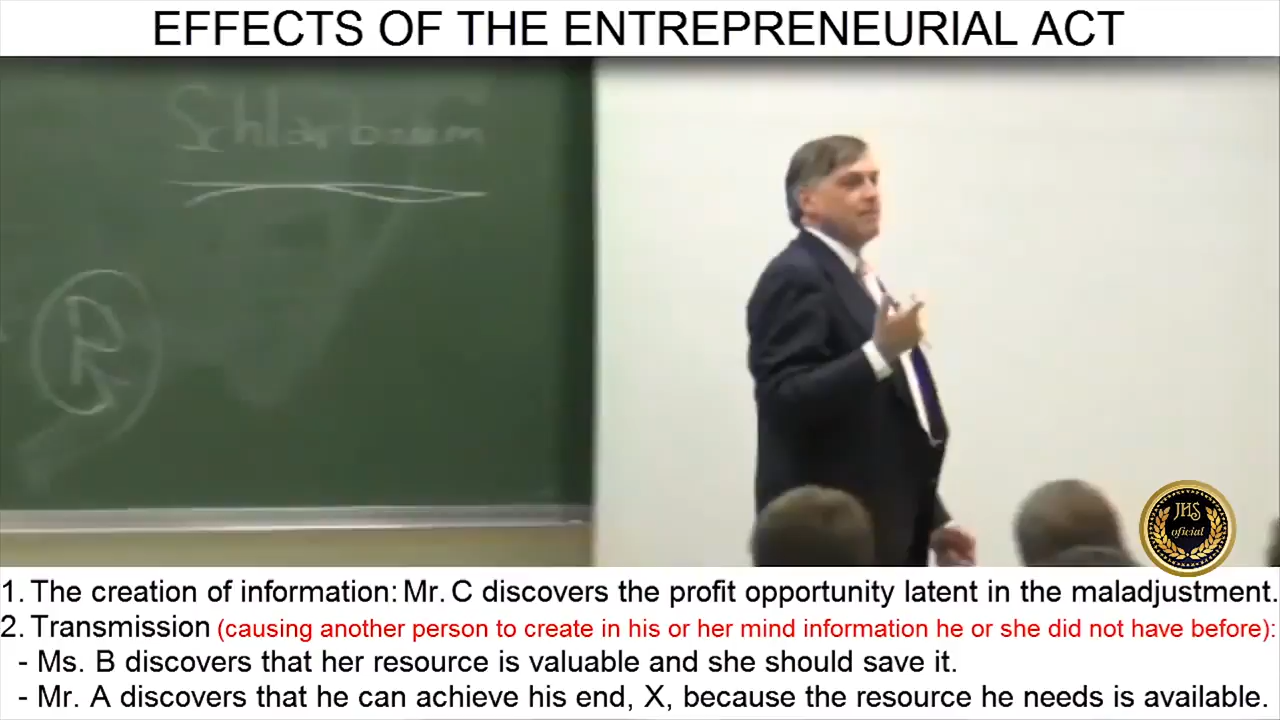 EFFECTS OF THE ENTREPRENEURIAL ACT
Schlarbaum
R
JHS
oficial
1. The creation of information: Mr. C discovers the profit opportunity latent in the maladjustment.
2. Transmission (causing another person to create in his or her mind information he or she did not have before):
- Ms. B discovers that her resource is valuable and she should save it.
- Mr. A discovers that he can achieve his end, X, because the resource he needs is available.